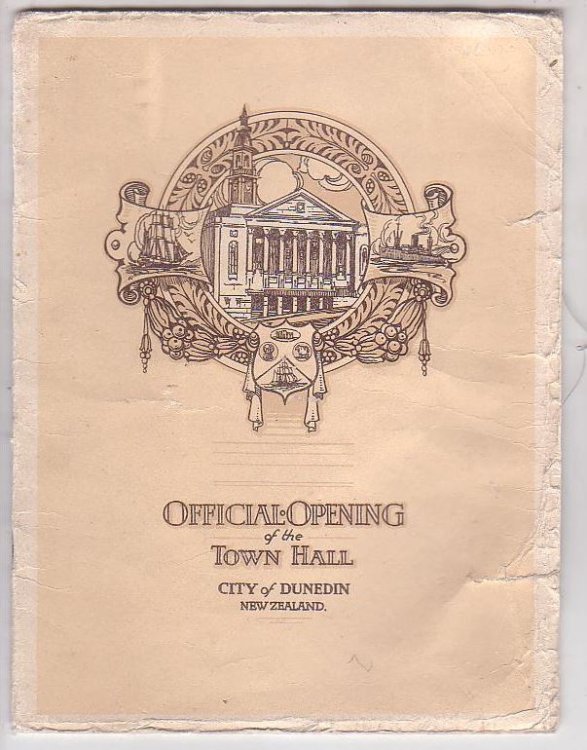 OFFICIAL·OPENING
of the
TOWN HALL
CITY of DUNEDIN
NEW ZEALAND.